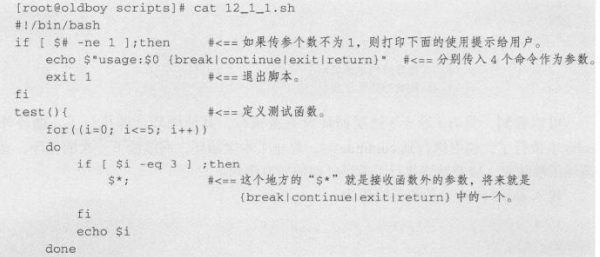 [root@oldboy scripts]# cat 12_1_1.sh
#!/bin/bash
if [ $# -ne 1 ];then #<== 如果传参个数不为 1，则打印下面的使用提示给用户。
echo $"usage:$0 {break|continue|exit|return}" #<== 分别传入 4 个命令作为参数。
exit 1 #<== 退出脚本。
fi
test(){ #<== 定义测试函数。
for((i=0; i<=5; i++))
do
if [ $i -eq 3 ] ;then
$*; #<== 这个地方的“$*”就是接收函数外的参数，将来就是
{break|continue|exit|return} 中的一个。
fi
echo $i
done